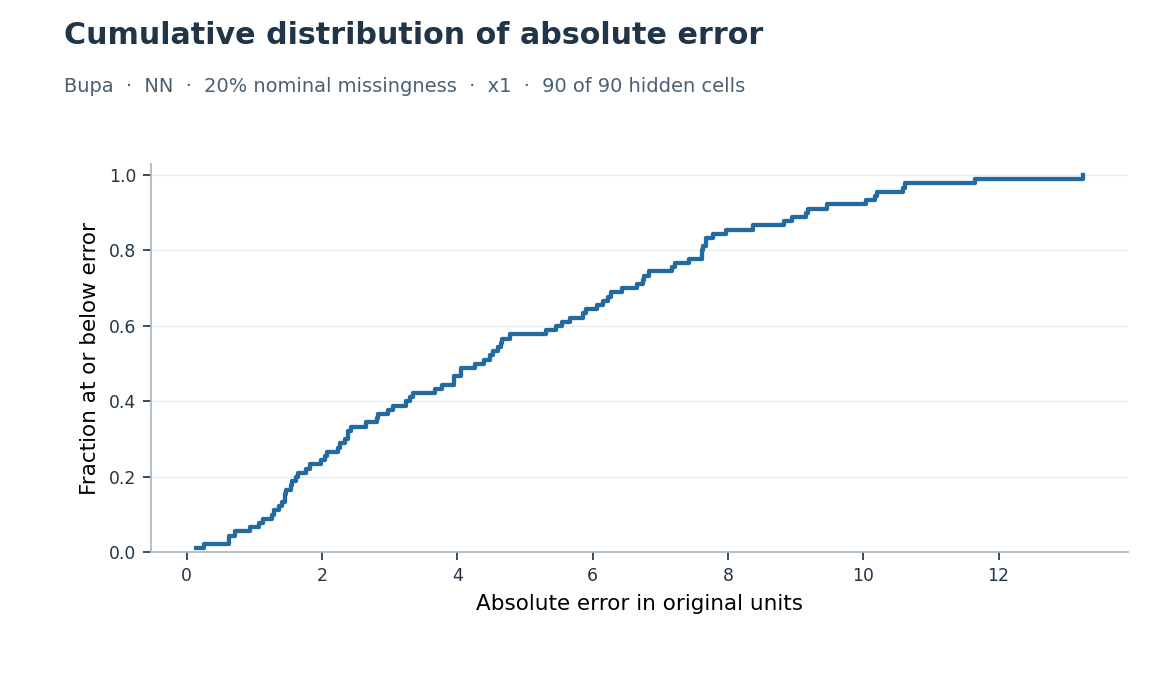 Cumulative distribution of absolute error
Bupa · NN · 20% nominal missingness · x1 · 90 of 90 hidden cells
1.0
0.8
0.6
0.4
0.2
0.0
Fraction at or below error
0 2 4 6 8 10 12
Absolute error in original units